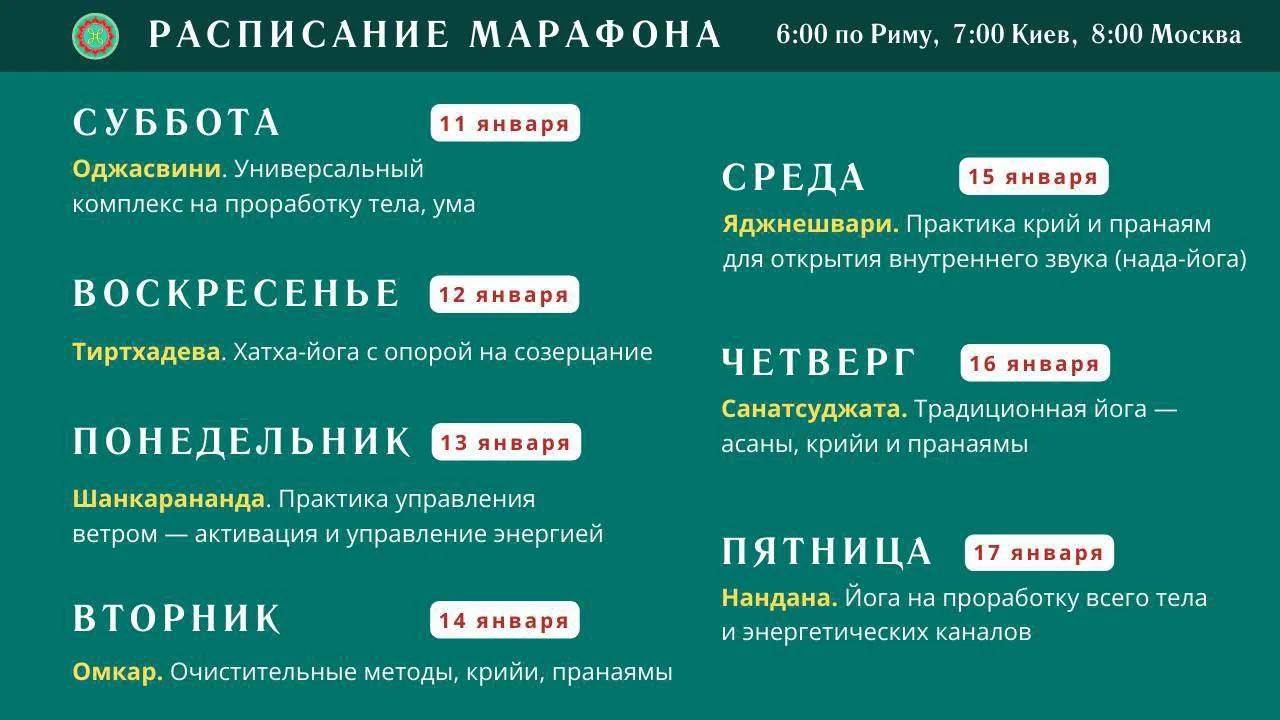 РАСПИСАНИЕ МАРАФОНА
6:00 по Риму, 7:00 Киев, 8:00 Москва
СУББОТА
11 января
Оджасвини. Универсальный
комплекс на проработку тела, ума
ВОСКРЕСЕНЬЕ
12 января
Тиртхадева. Хатха-йога с опорой на созерцание
ПОНЕДЕЛЬНИК
13 января
Шанкарананда. Практика управления
ветром — активация и управление энергией
ВТОРНИК
14 января
Омкар. Очистительные методы, крийи, пранаямы
СРЕДА
15 января
Яджнешвари. Практика крий и пранаям
для открытия внутреннего звука (нада-йога)
ЧЕТВЕРГ
16 января
Санатсуджата. Традиционная йога —
асаны, крийи и пранаямы
ПЯТНИЦА
17 января
Нандана. Йога на проработку всего тела
и энергетических каналов